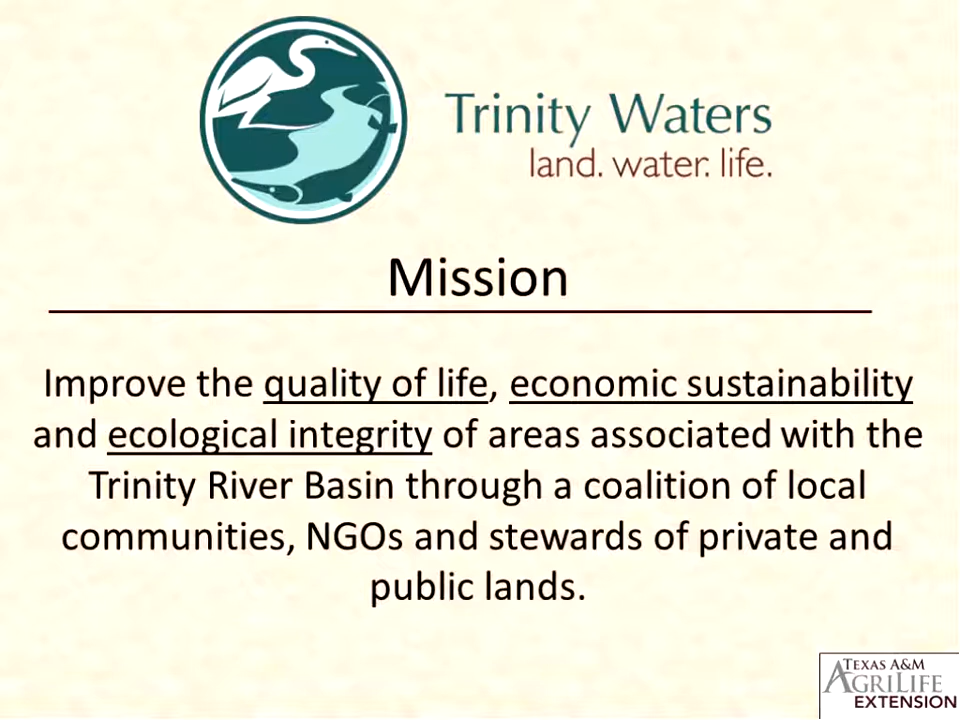 Trinity Waters
land. water. life.
Mission
Improve the quality of life, economic sustainability
and ecological integrity of areas associated with the
Trinity River Basin through a coalition of local
communities, NGOs and stewards of private and
public lands.
TEXAS A&M
AGRILIFE
EXTENSION